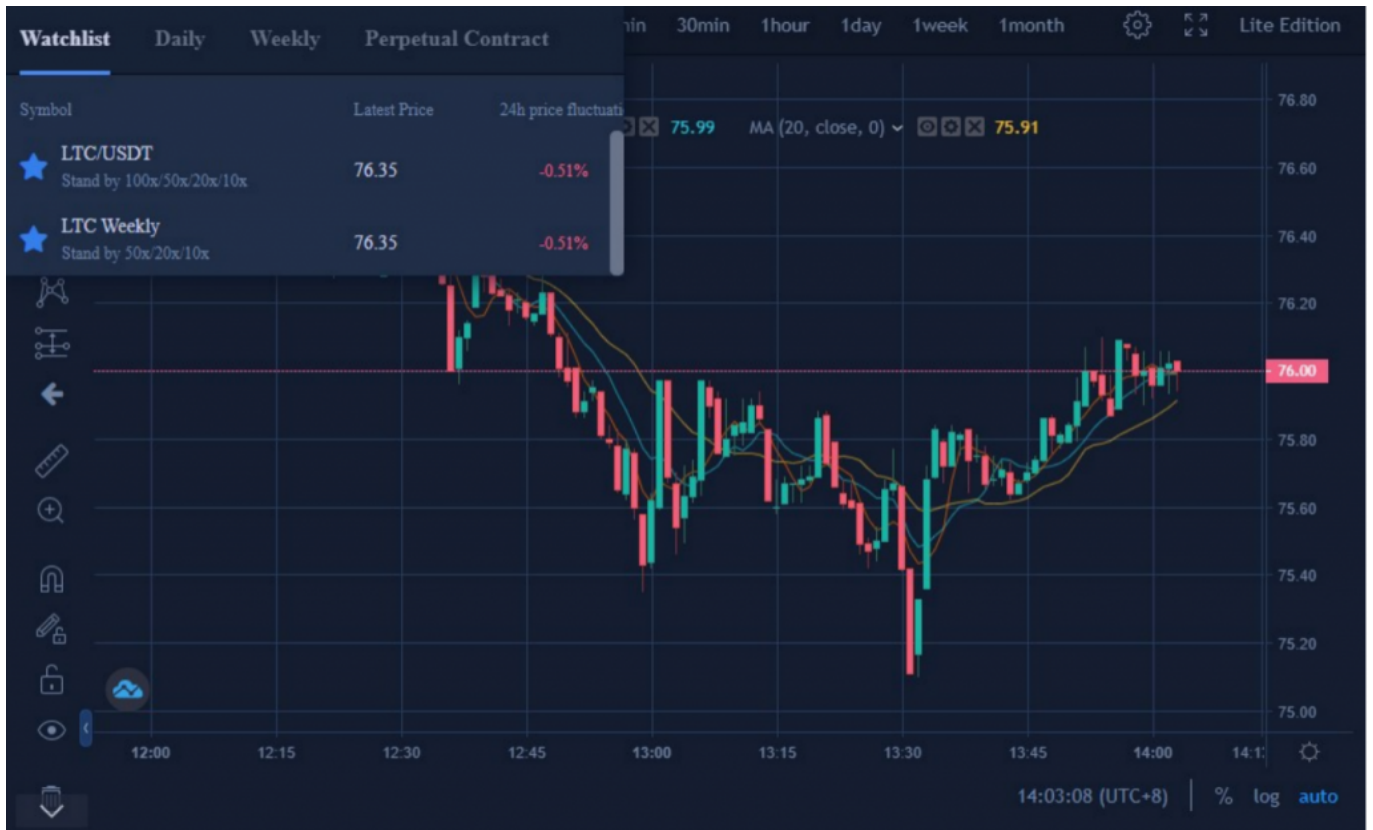 Watchlist Daily Weekly Perpetual Contract 30min 1hour 1day 1week 1month Lite Edition
Symbol Latest Price 24h price fluctuati
75.99 MA (20, close, 0) 75.91
LTC/USDT
Stand by 100x/50x/20x/10x
76.35 -0.51%
LTC Weekly
Stand by 50x/20x/10x
76.35 -0.51%
76.80
76.60
76.40
76.20
76.00
75.80
75.60
75.40
75.20
75.00
12:00 12:15 12:30 12:45 13:00 13:15 13:30 13:45 14:00
14:03:08 (UTC+8) % log auto